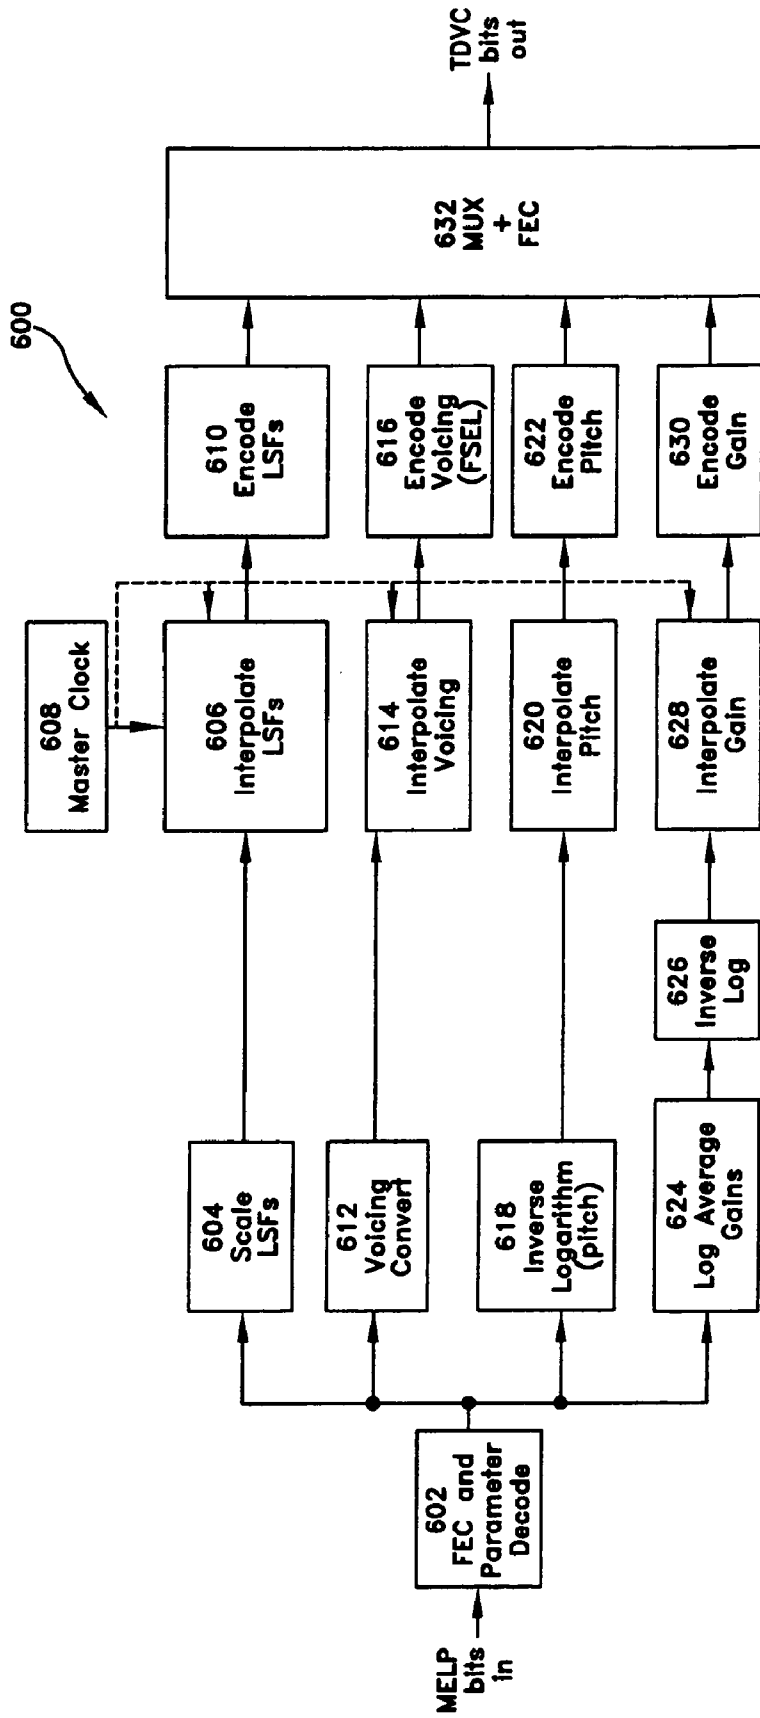 600
MELP
bits
in
602
FEC and
Parameter
Decode
604
Scale
LSFs
608
Master Clock
606
Interpolate
LSFs
610
Encode
LSFs
612
Voicing
Convert
614
Interpolate
Voicing
616
Encode
Voicing
(FSEL)
618
Inverse
Logarithm
(pitch)
620
Interpolate
Pitch
622
Encode
Pitch
624
Log Average
Gains
626
Inverse
Log
628
Interpolate
Gain
630
Encode
Gain
632
MUX
+
FEC
TDVC
bits
out